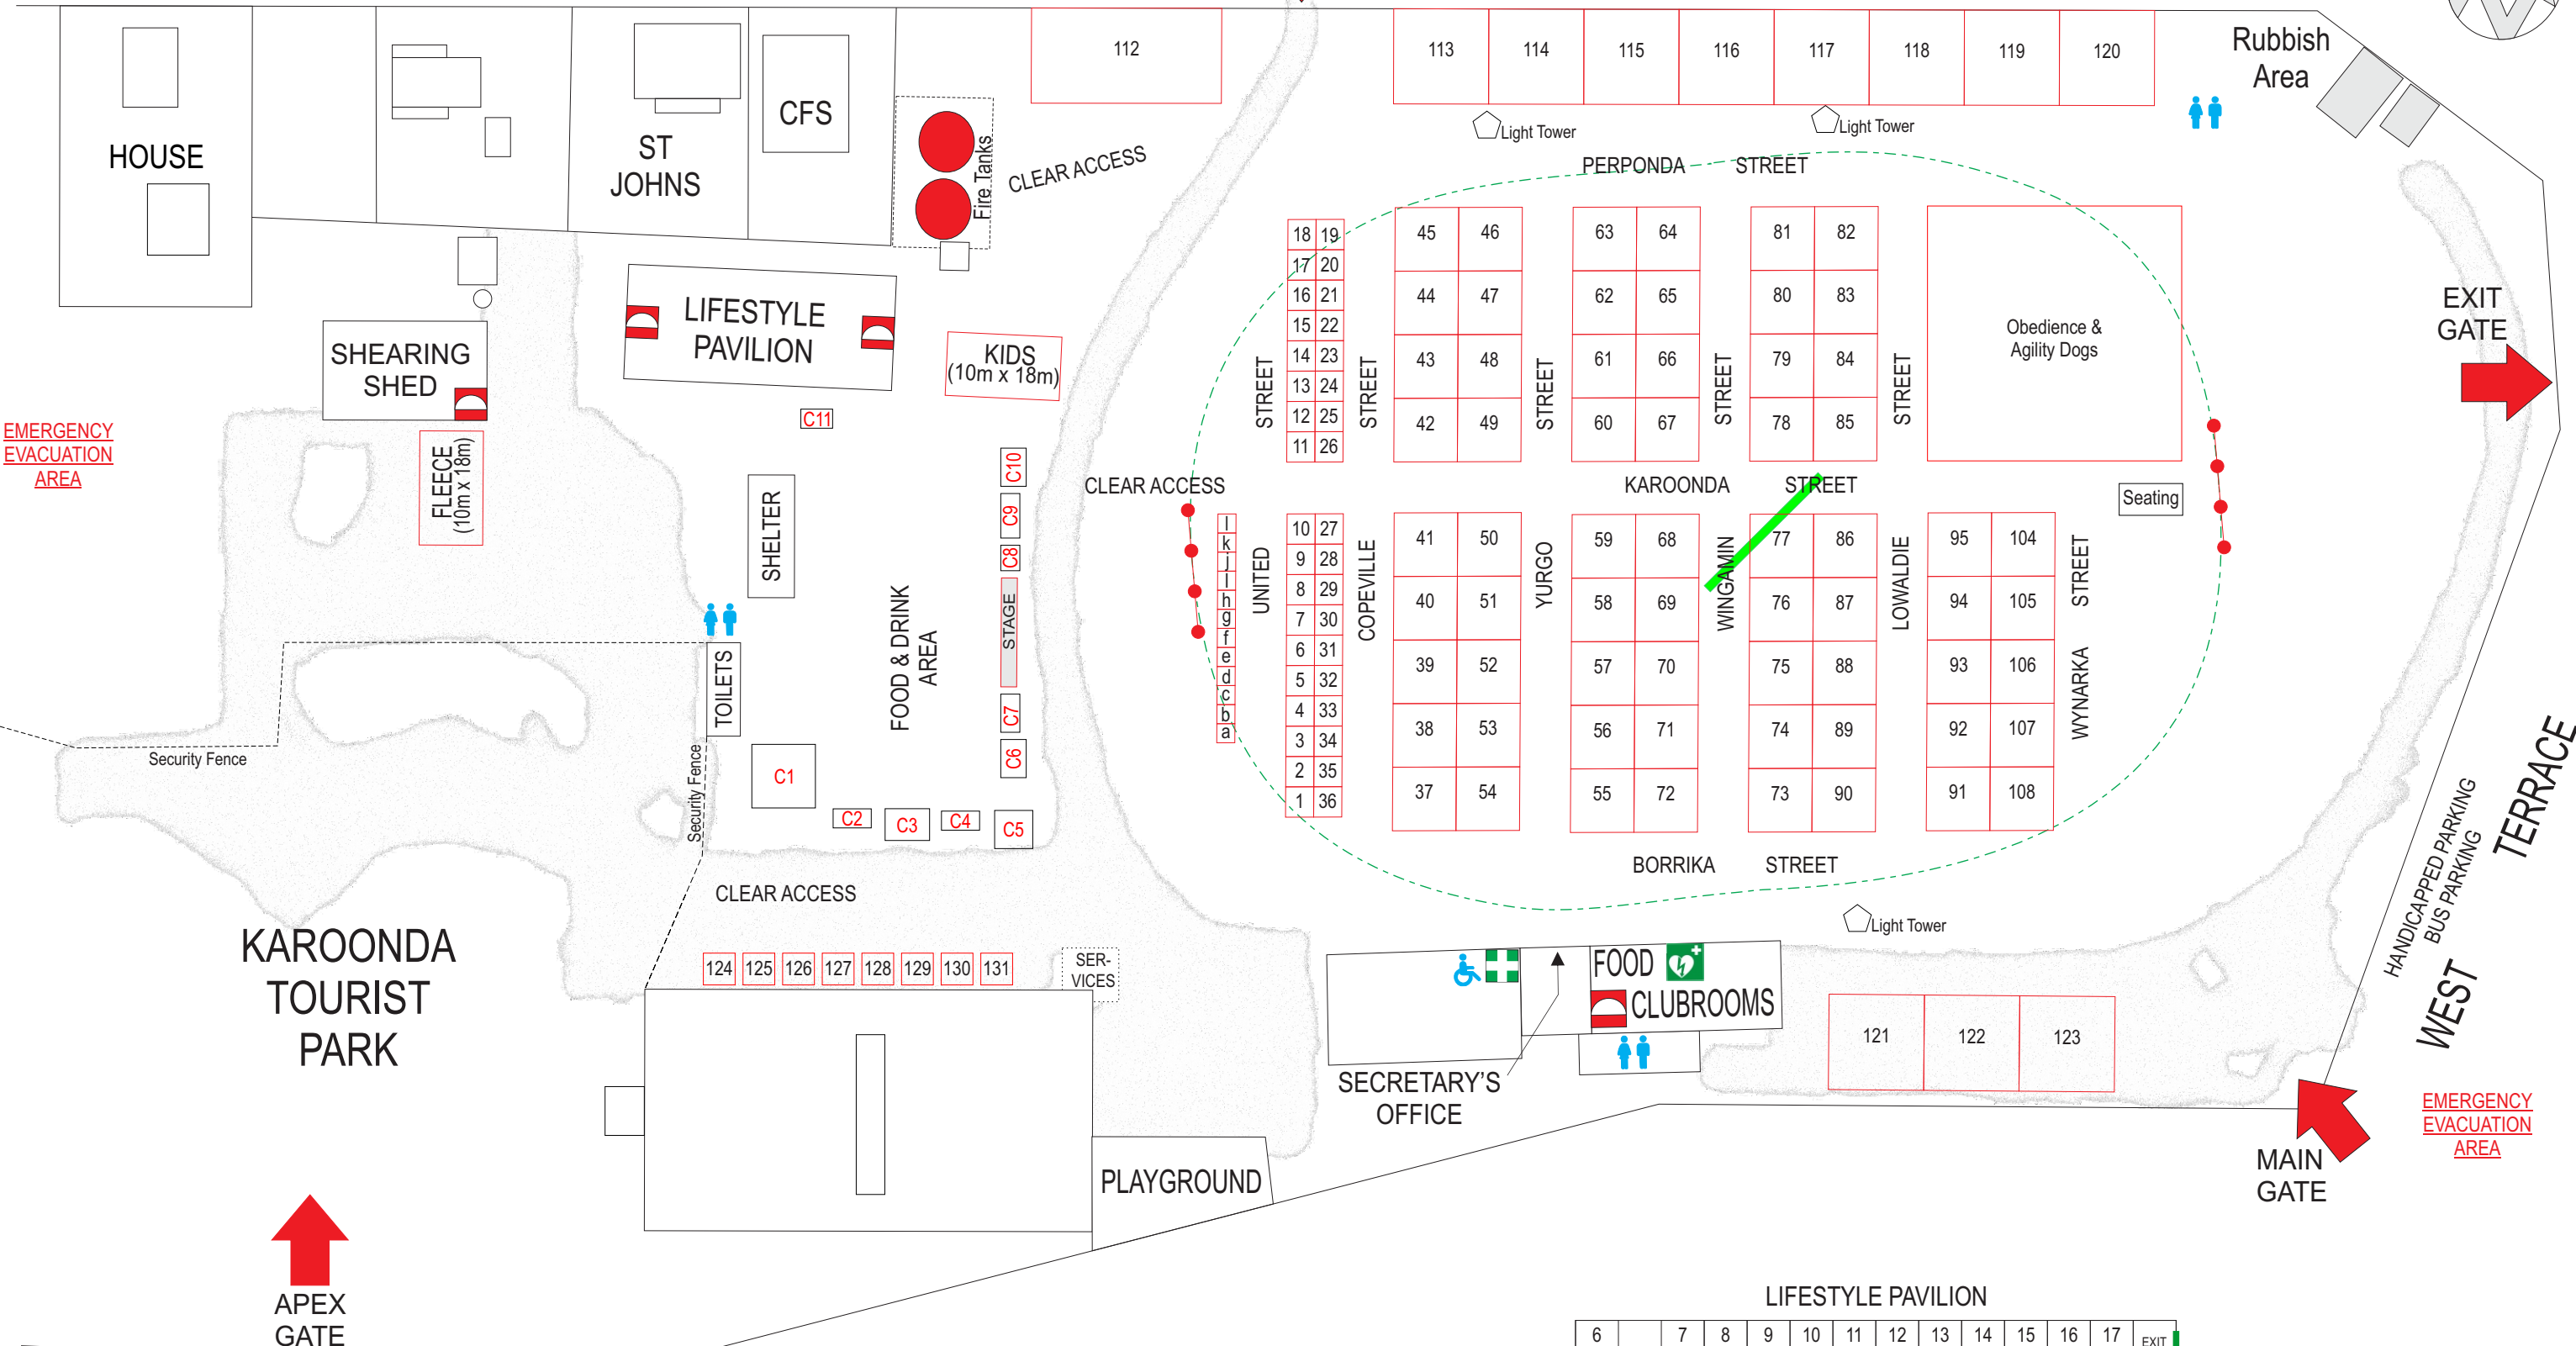 112
113 114 115 116 117 118 119 120
Rubbish
Area
HOUSE
ST
JOHNS
CFS
Fire Tanks
CLEAR ACCESS
Light Tower
Light Tower
PERPONDA STREET
LIFESTYLE
PAVILION
SHEARING
SHED
KIDS
(10m x 18m)
C11
EMERGENCY
EVACUATION
AREA
FLEECE
(10m x 18m)
SHELTER
FOOD & DRINK
AREA
C10
C9
C8
STAGE
C7
C6
TOILETS
Security Fence
Security Fence
C1
C2
C3
C4
C5
CLEAR ACCESS
CLEAR ACCESS
l
k
j
I
h
g
f
e
d
c
b
a
UNITED STREET
18 19
17 20
16 21
15 22
14 23
13 24
12 25
11 26
10 27
9 28
8 29
7 30
6 31
5 32
4 33
3 34
2 35
1 36
COPEVILLE STREET
45 46
44 47
43 48
42 49
41 50
40 51
39 52
38 53
37 54
YURGO STREET
63 64
62 65
61 66
60 67
59 68
58 69
57 70
56 71
55 72
WINGAMIN STREET
81 82
80 83
79 84
78 85
77 86
76 87
75 88
74 89
73 90
LOWALDIE STREET
Obedience &
Agility Dogs
95 104
94 105
93 106
92 107
91 108
WYNARKA STREET
KAROONDA STREET
Seating
EXIT
GATE
BORRIKA STREET
Light Tower
HANDICAPPED PARKING
BUS PARKING
WEST TERRACE
KAROONDA
TOURIST
PARK
124 125 126 127 128 129 130 131
SER-
VICES
FOOD
CLUBROOMS
SECRETARY'S
OFFICE
121 122 123
PLAYGROUND
MAIN
GATE
EMERGENCY
EVACUATION
AREA
APEX
GATE
LIFESTYLE PAVILION
6 7 8 9 10 11 12 13 14 15 16 17 EXIT